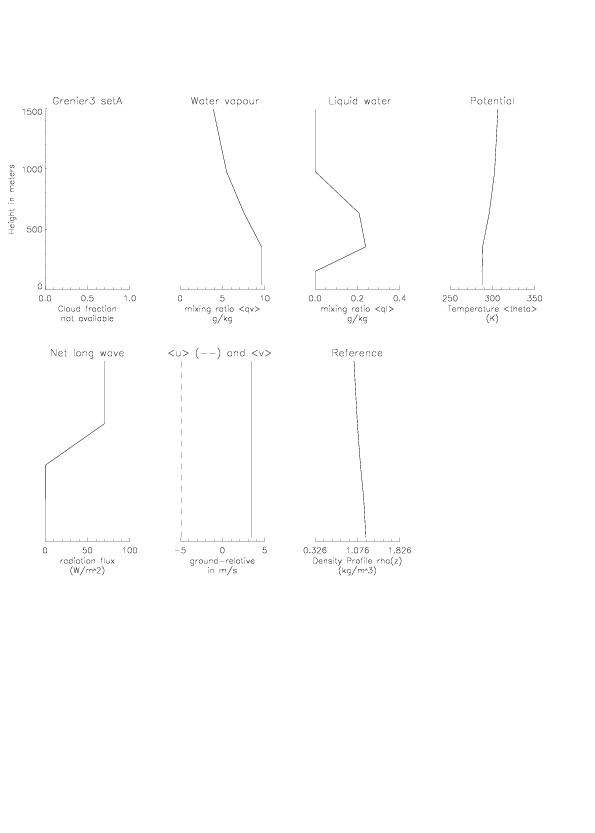 Grenier3 setA
Water vapour
Liquid water
Potential
1500
1000
500
0
Height in meters
0.0 0.5 1.0
Cloud fraction
not available
0 5 10
mixing ratio <qv>
g/kg
0.0 0.2 0.4
mixing ratio <ql>
g/kg
250 300 350
Temperature <theta>
(K)
Net long wave
<u> (--) and <v>
Reference
0 50 100
radiation flux
(W/m^2)
-5 0 5
ground-relative
in m/s
0.326 1.076 1.826
Density Profile rho(z)
(kg/m^3)